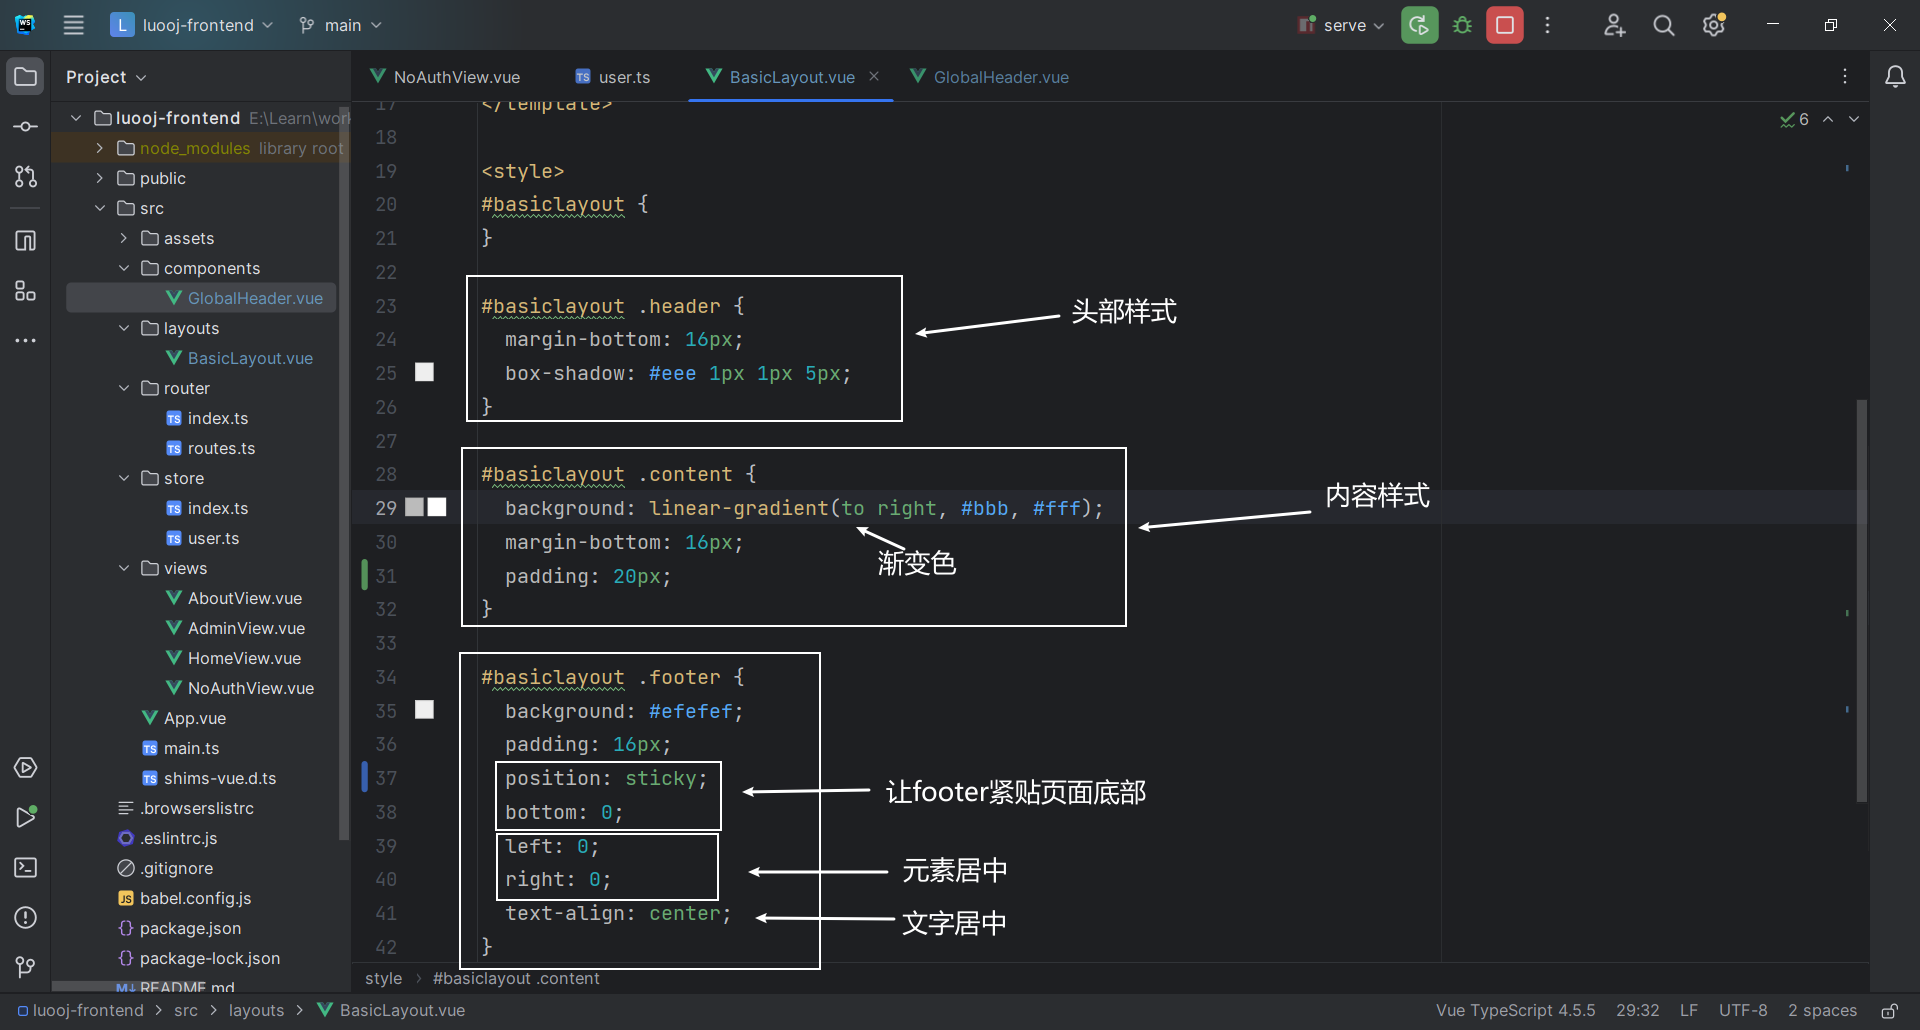 L luooj-frontend main serve
Project
NoAuthView.vue user.ts BasicLayout.vue GlobalHeader.vue
luooj-frontend E:\Learn\work
node_modules library root
public
src
assets
components
GlobalHeader.vue
layouts
BasicLayout.vue
router
index.ts
routes.ts
store
index.ts
user.ts
views
AboutView.vue
AdminView.vue
HomeView.vue
NoAuthView.vue
App.vue
main.ts
shims-vue.d.ts
.browserslistrc
.eslintrc.js
.gitignore
babel.config.js
package.json
package-lock.json
README.md
6
17 </template>
18
19 <style>
20 #basiclayout {
21 }
22
23 #basiclayout .header {
24 margin-bottom: 16px;
25 box-shadow: #eee 1px 1px 5px;
26 }
27
28 #basiclayout .content {
29 background: linear-gradient(to right, #bbb, #fff);
30 margin-bottom: 16px;
31 padding: 20px;
32 }
33
34 #basiclayout .footer {
35 background: #efefef;
36 padding: 16px;
37 position: sticky;
38 bottom: 0;
39 left: 0;
40 right: 0;
41 text-align: center;
42 }
头部样式
内容样式
渐变色
让footer紧贴页面底部
元素居中
文字居中
style #basiclayout .content
luooj-frontend src layouts BasicLayout.vue
Vue TypeScript 4.5.5 29:32 LF UTF-8 2 spaces